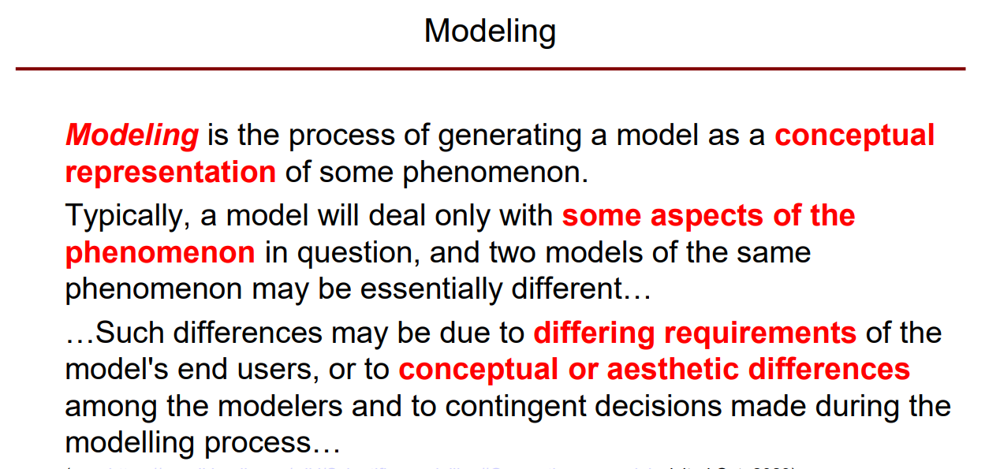 Modeling
Modeling is the process of generating a model as a conceptual
representation of some phenomenon.
Typically, a model will deal only with some aspects of the
phenomenon in question, and two models of the same
phenomenon may be essentially different…
…Such differences may be due to differing requirements of the
model's end users, or to conceptual or aesthetic differences
among the modelers and to contingent decisions made during the
modelling process…